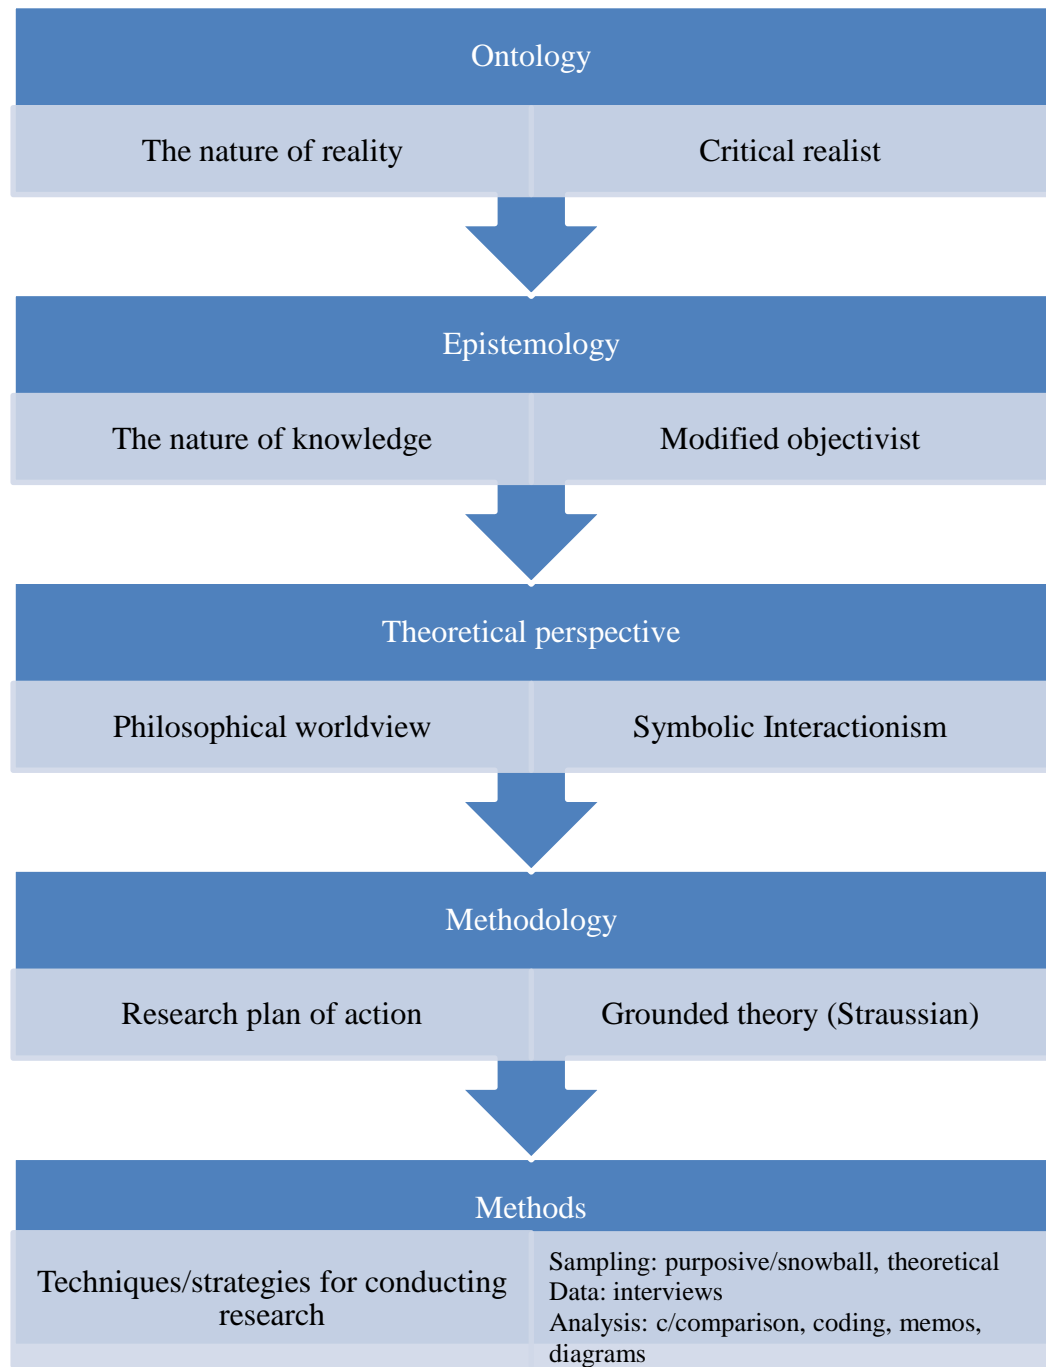 Ontology
The nature of reality
Critical realist
Epistemology
The nature of knowledge
Modified objectivist
Theoretical perspective
Philosophical worldview
Symbolic Interactionism
Methodology
Research plan of action
Grounded theory (Straussian)
Methods
Techniques/strategies for conducting
research
Sampling: purposive/snowball, theoretical
Data: interviews
Analysis: c/comparison, coding, memos,
diagrams